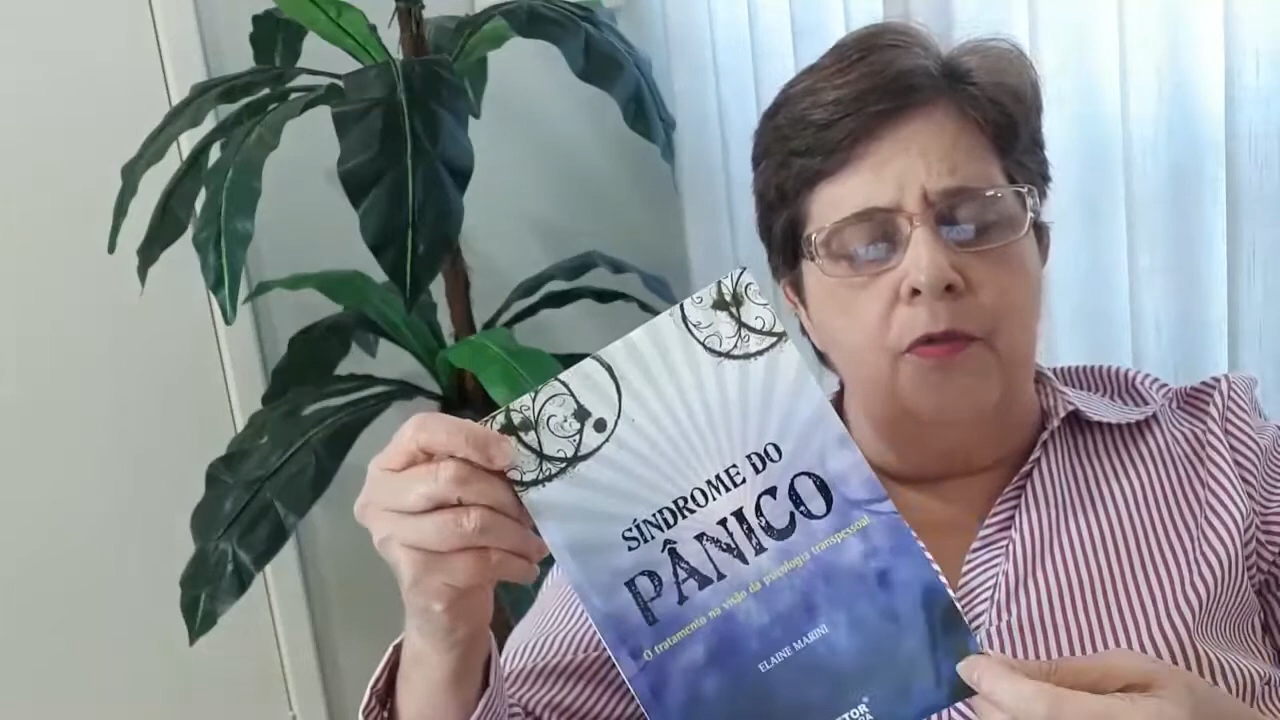 SÍNDROME DO
PÂNICO
O tratamento na visão da psicologia transpessoal
ELAINE MARINI